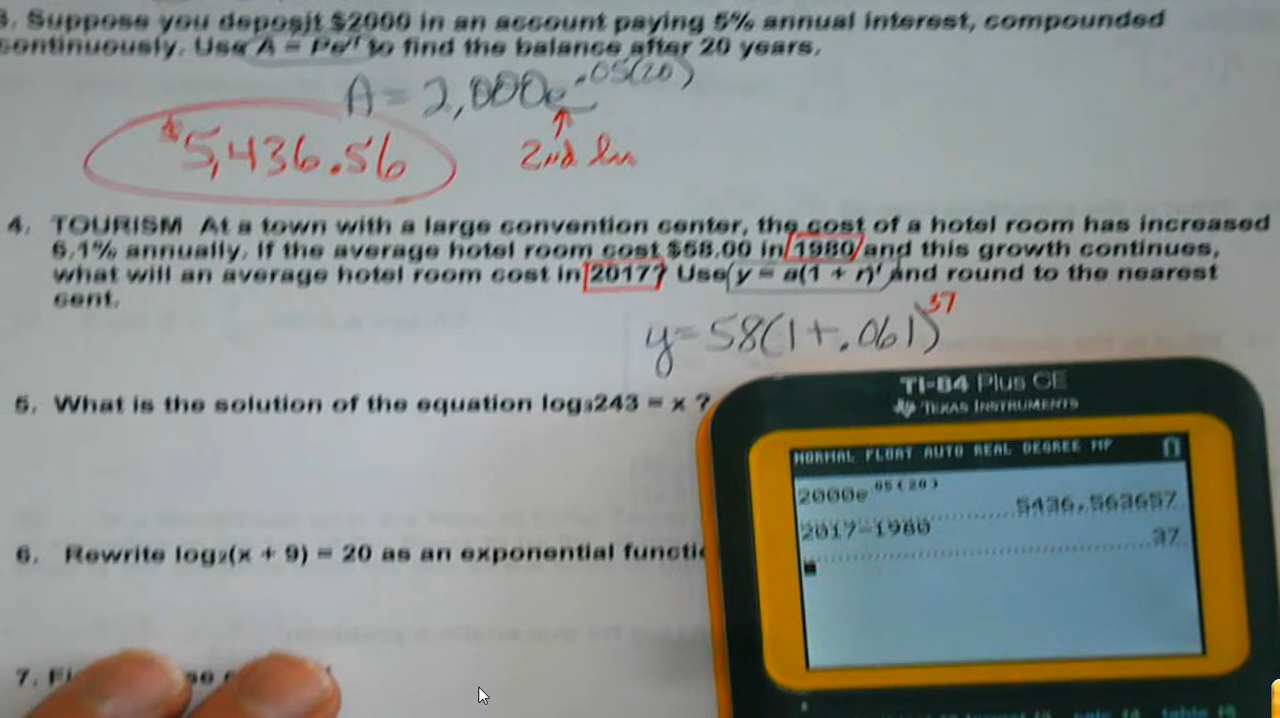 3. Suppose you deposit $2000 in an account paying 5% annual interest, compounded
continuously. Use A = Pe^rt to find the balance after 20 years.
A = 2,000e^.05(20)
$5,436.56
2nd ln
4. TOURISM At a town with a large convention center, the cost of a hotel room has increased
6.1% annually. If the average hotel room cost $58.00 in 1980 and this growth continues,
what will an average hotel room cost in 2017? Use y = a(1 + r)^t and round to the nearest
cent.
y = 58(1+.061)^37
5. What is the solution of the equation log₃243 = x ?
6. Rewrite log₂(x + 9) = 20 as an exponential functi
7.
TI-84 Plus CE
TEXAS INSTRUMENTS
NORMAL FLOAT AUTO REAL DEGREE MP
2000e^.05(20)
5436.563657
2017-1980
37